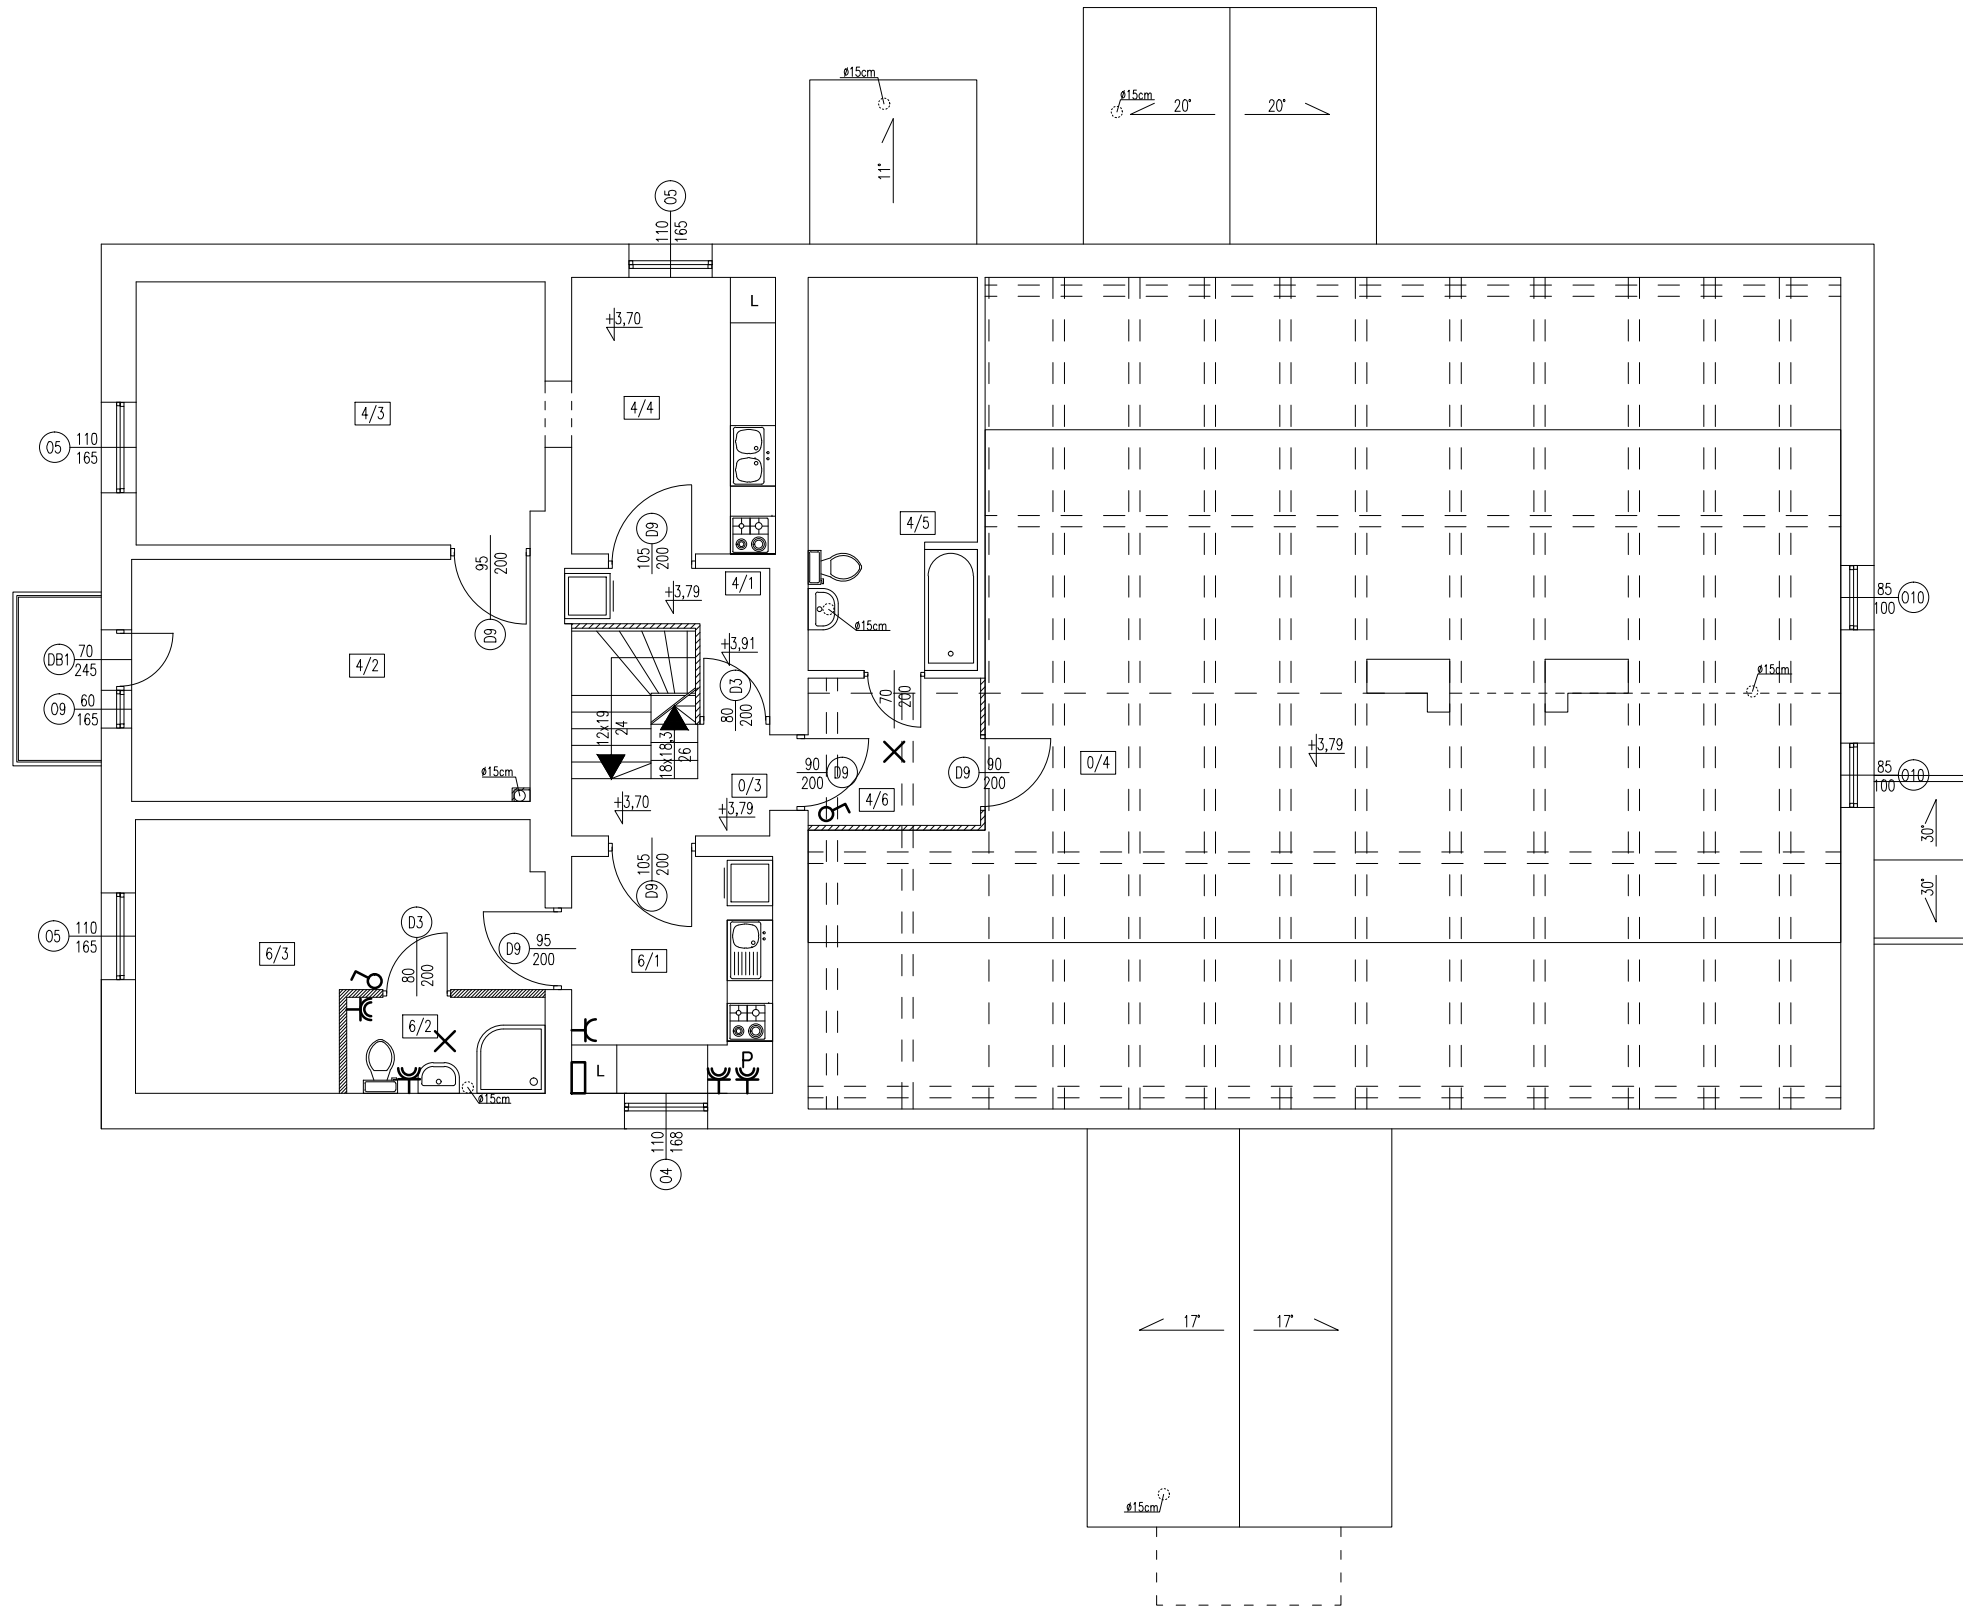 ø15cm
ø15cm
20°
20°
11°
O5
110
165
L
+3,70
4/3
4/4
O5
110
165
4/5
D9
105
200
95
200
D9
4/1
+3,79
ø15cm
85
100
O10
+3,91
DB1
70
245
4/2
D3
80
200
70
200
ø15cm
O9
60
165
12x19
24
18x18,3
26
+3,79
ø15cm
0/3
90
200
D9
D9
90
200
0/4
85
100
O10
4/6
+3,70
+3,79
30°
105
200
D9
30°
D3
80
200
O5
110
165
6/3
D9
95
200
6/1
6/2
L
P
ø15cm
110
168
O4
17°
17°
ø15cm